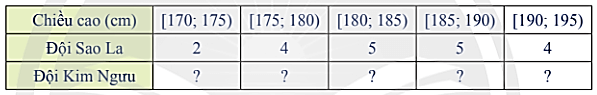 Chiều cao (cm) [170; 175) [175; 180) [180; 185) [185; 190) [190; 195)
Đội Sao La 2 4 5 5 4
Đội Kim Ngưu ? ? ? ? ?